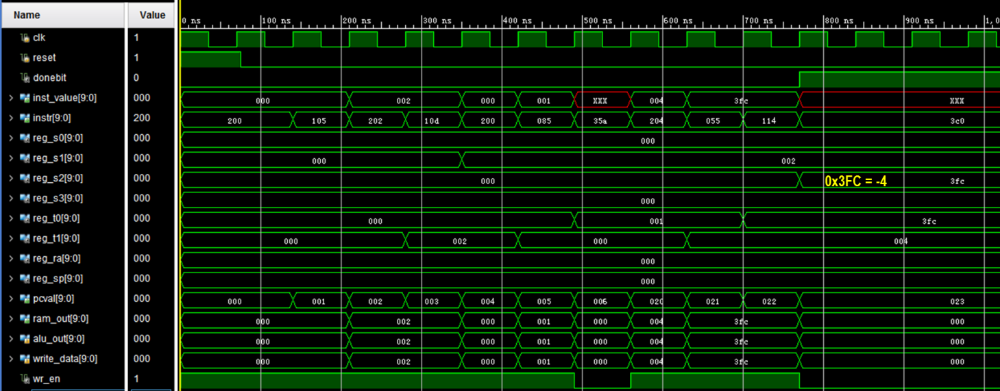 Name Value 0 ns 100 ns 200 ns 300 ns 400 ns 500 ns 600 ns 700 ns 800 ns 900 ns 1,0
clk 1
reset 1
donebit 0
inst_value[9:0] 000 000 002 000 001 XXX 004 3fc XXX
instr[9:0] 200 200 105 202 10d 200 085 35a 204 055 114 3c0
reg_s0[9:0] 000 000
reg_s1[9:0] 000 000 002
reg_s2[9:0] 000 000 0x3FC = -4 3fc
reg_s3[9:0] 000 000
reg_t0[9:0] 000 000 001 3fc
reg_t1[9:0] 000 000 002 000 004
reg_ra[9:0] 000 000
reg_sp[9:0] 000 000
pcval[9:0] 000 000 001 002 003 004 005 006 020 021 022 023
ram_out[9:0] 000 000 002 000 001 000 004 3fc 000
alu_out[9:0] 000 000 002 000 001 000 004 3fc 000
write_data[9:0] 000 000 002 000 001 000 004 3fc 000
wr_en 1